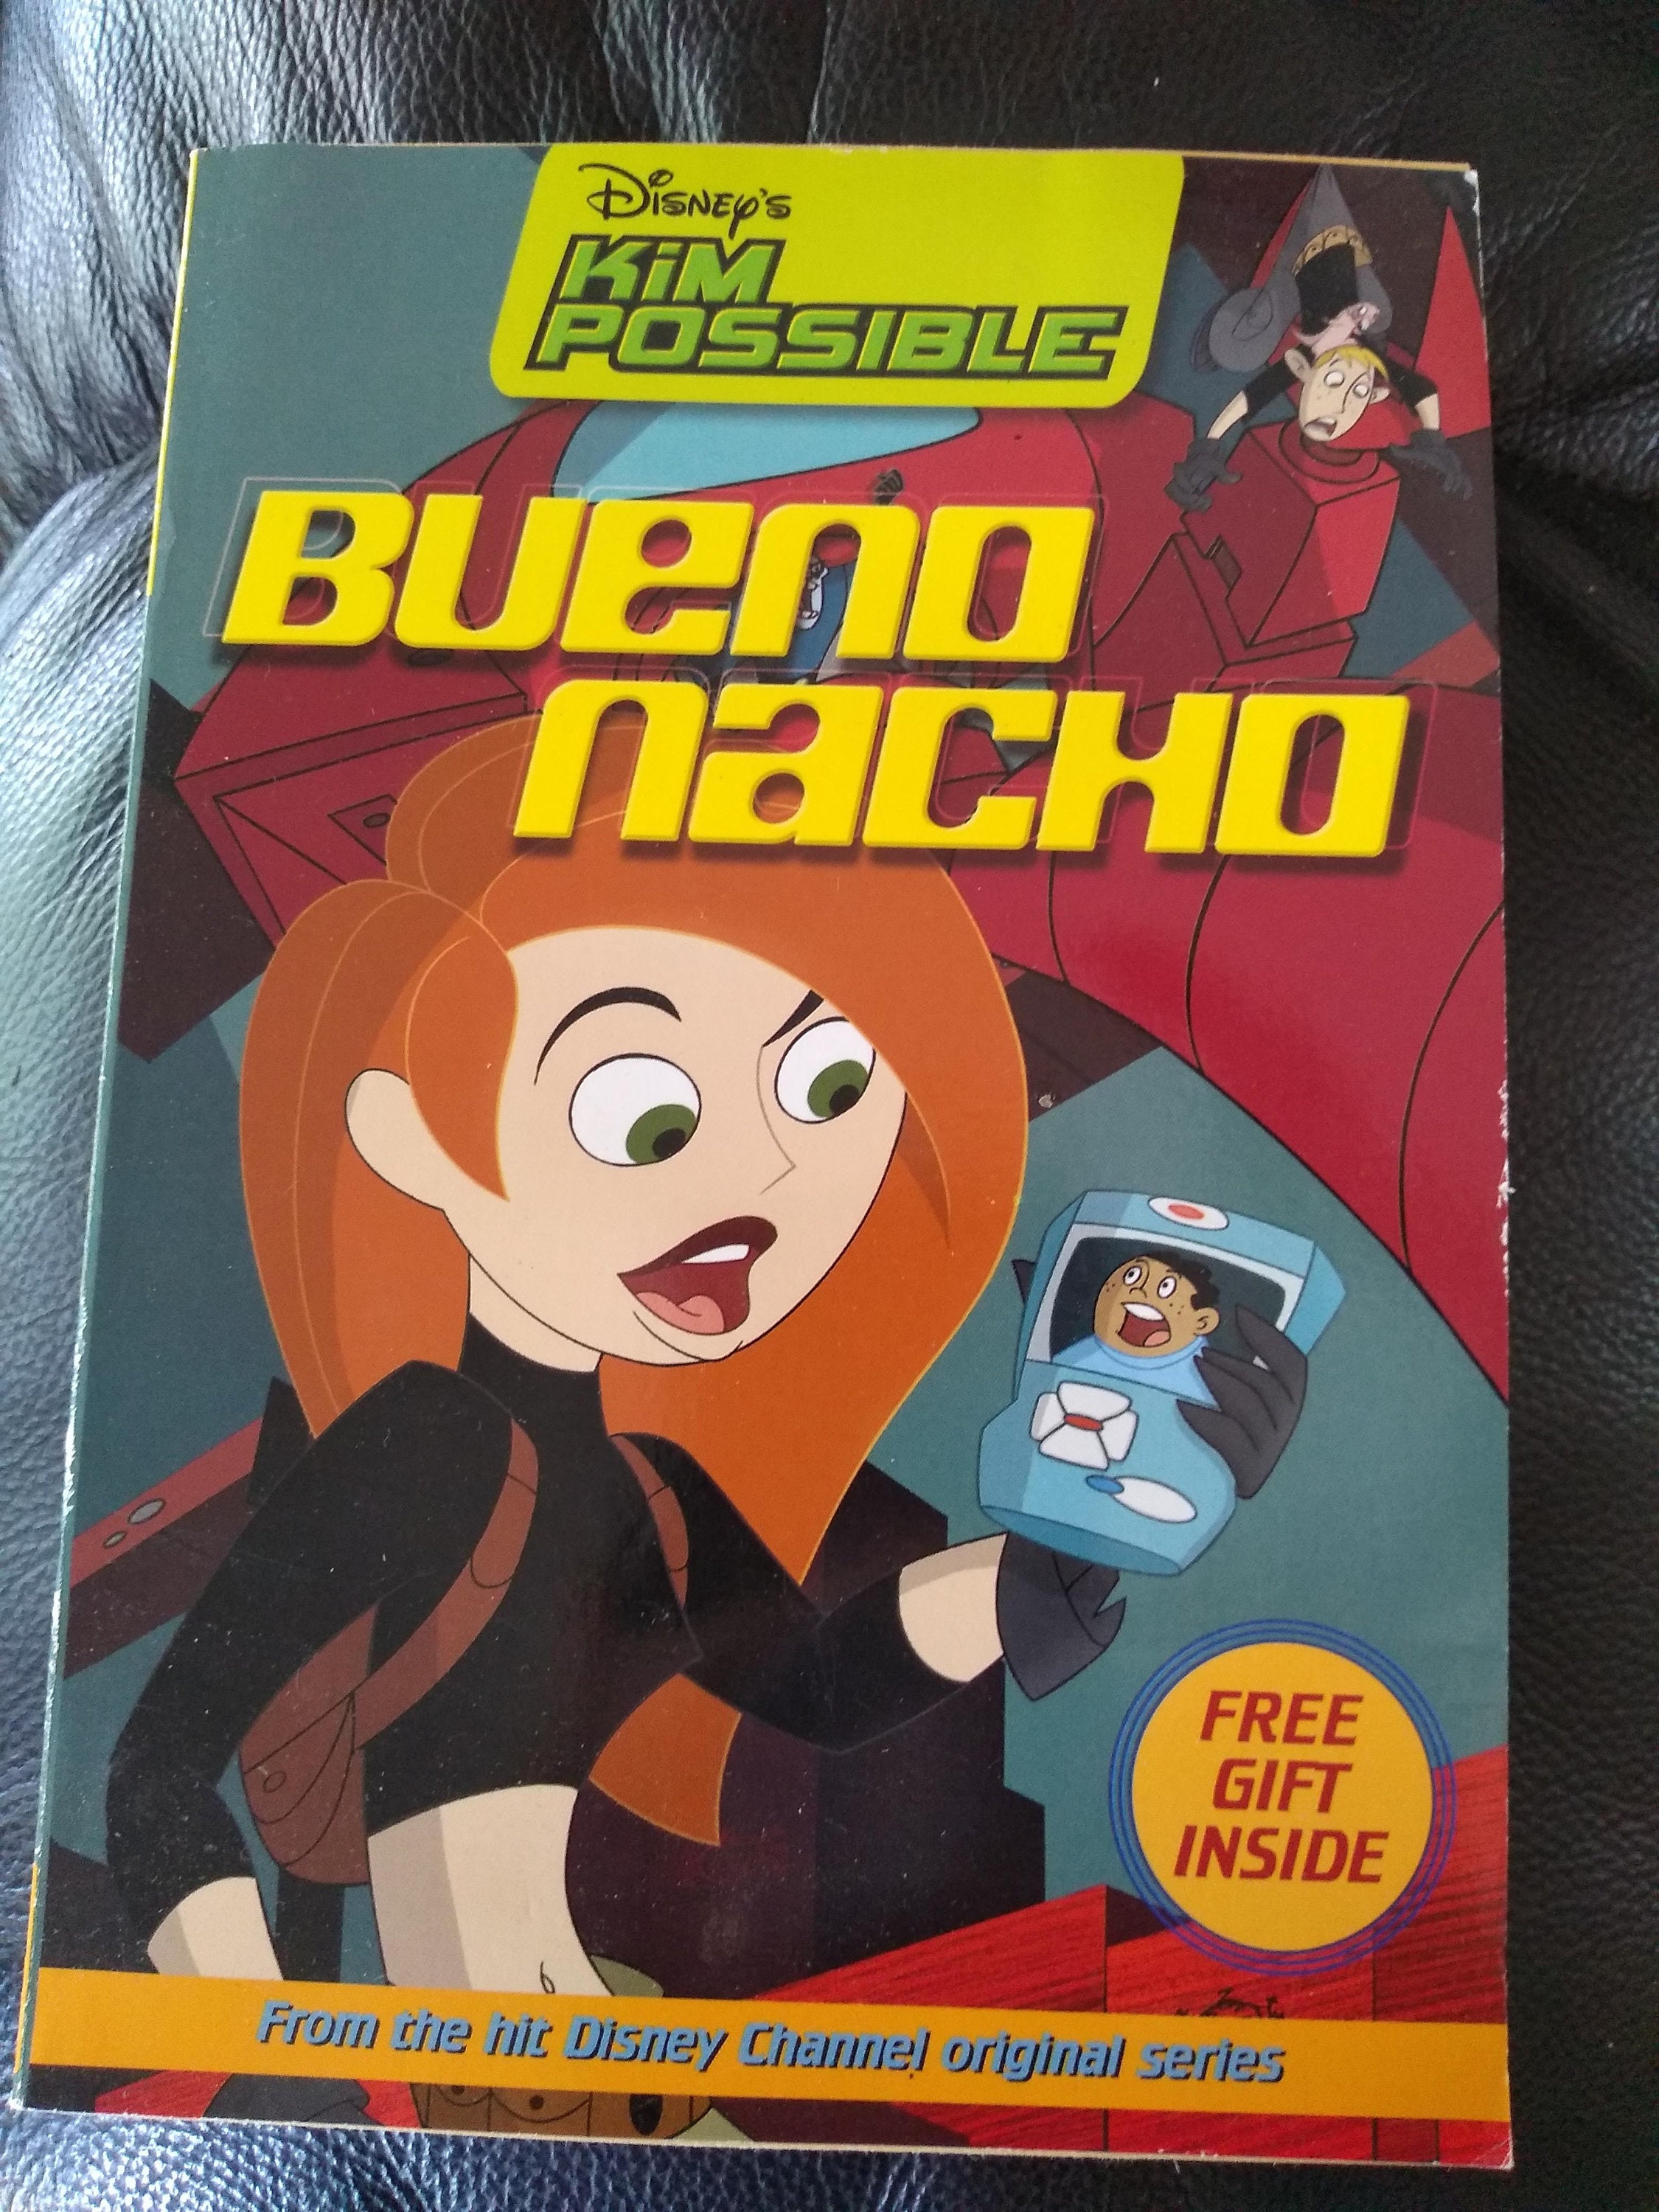 Disney's
KiM
POSSIBLE
Bueno
nacho
FREE
GIFT
INSIDE
From the hit Disney Channel original series